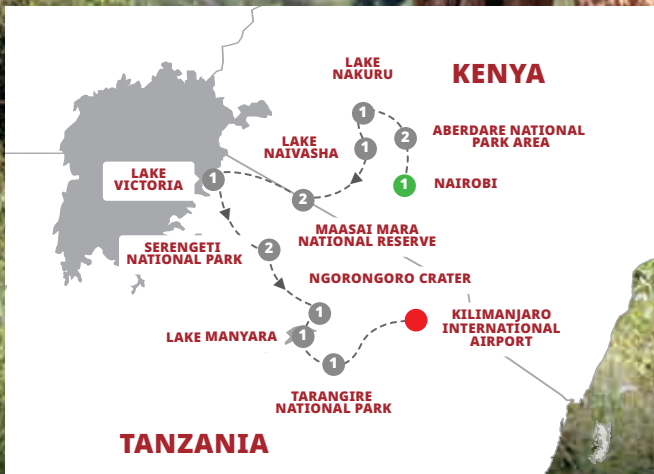 LAKE
NAKURU
KENYA
1
2
ABERDARE NATIONAL
PARK AREA
LAKE
NAIVASHA
1
1
NAIROBI
LAKE
VICTORIA
1
2
MAASAI MARA
NATIONAL RESERVE
SERENGETI
NATIONAL PARK
2
NGORONGORO CRATER
1
KILIMANJARO
INTERNATIONAL
AIRPORT
LAKE MANYARA
1
1
TARANGIRE
NATIONAL PARK
TANZANIA